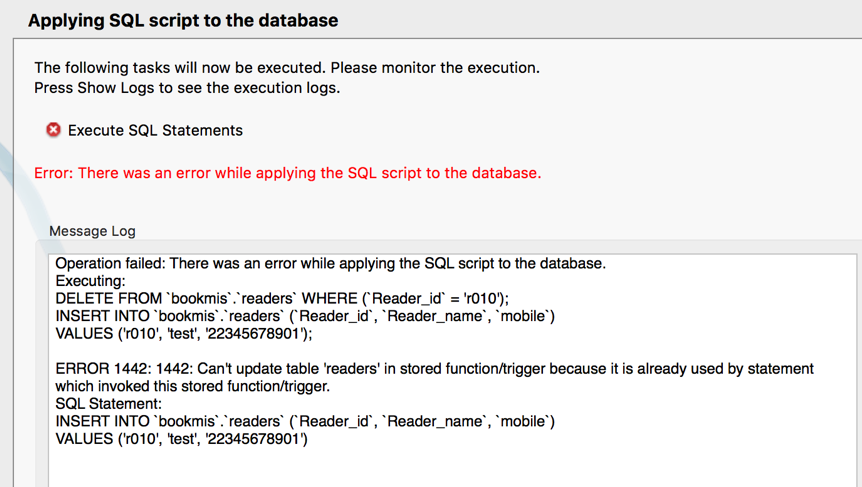 Applying SQL script to the database
The following tasks will now be executed. Please monitor the execution.
Press Show Logs to see the execution logs.
Execute SQL Statements
Error: There was an error while applying the SQL script to the database.
Message Log
Operation failed: There was an error while applying the SQL script to the database.
Executing:
DELETE FROM `bookmis`.`readers` WHERE (`Reader_id` = 'r010');
INSERT INTO `bookmis`.`readers` (`Reader_id`, `Reader_name`, `mobile`)
VALUES ('r010', 'test', '22345678901');
ERROR 1442: 1442: Can't update table 'readers' in stored function/trigger because it is already used by statement
which invoked this stored function/trigger.
SQL Statement:
INSERT INTO `bookmis`.`readers` (`Reader_id`, `Reader_name`, `mobile`)
VALUES ('r010', 'test', '22345678901')